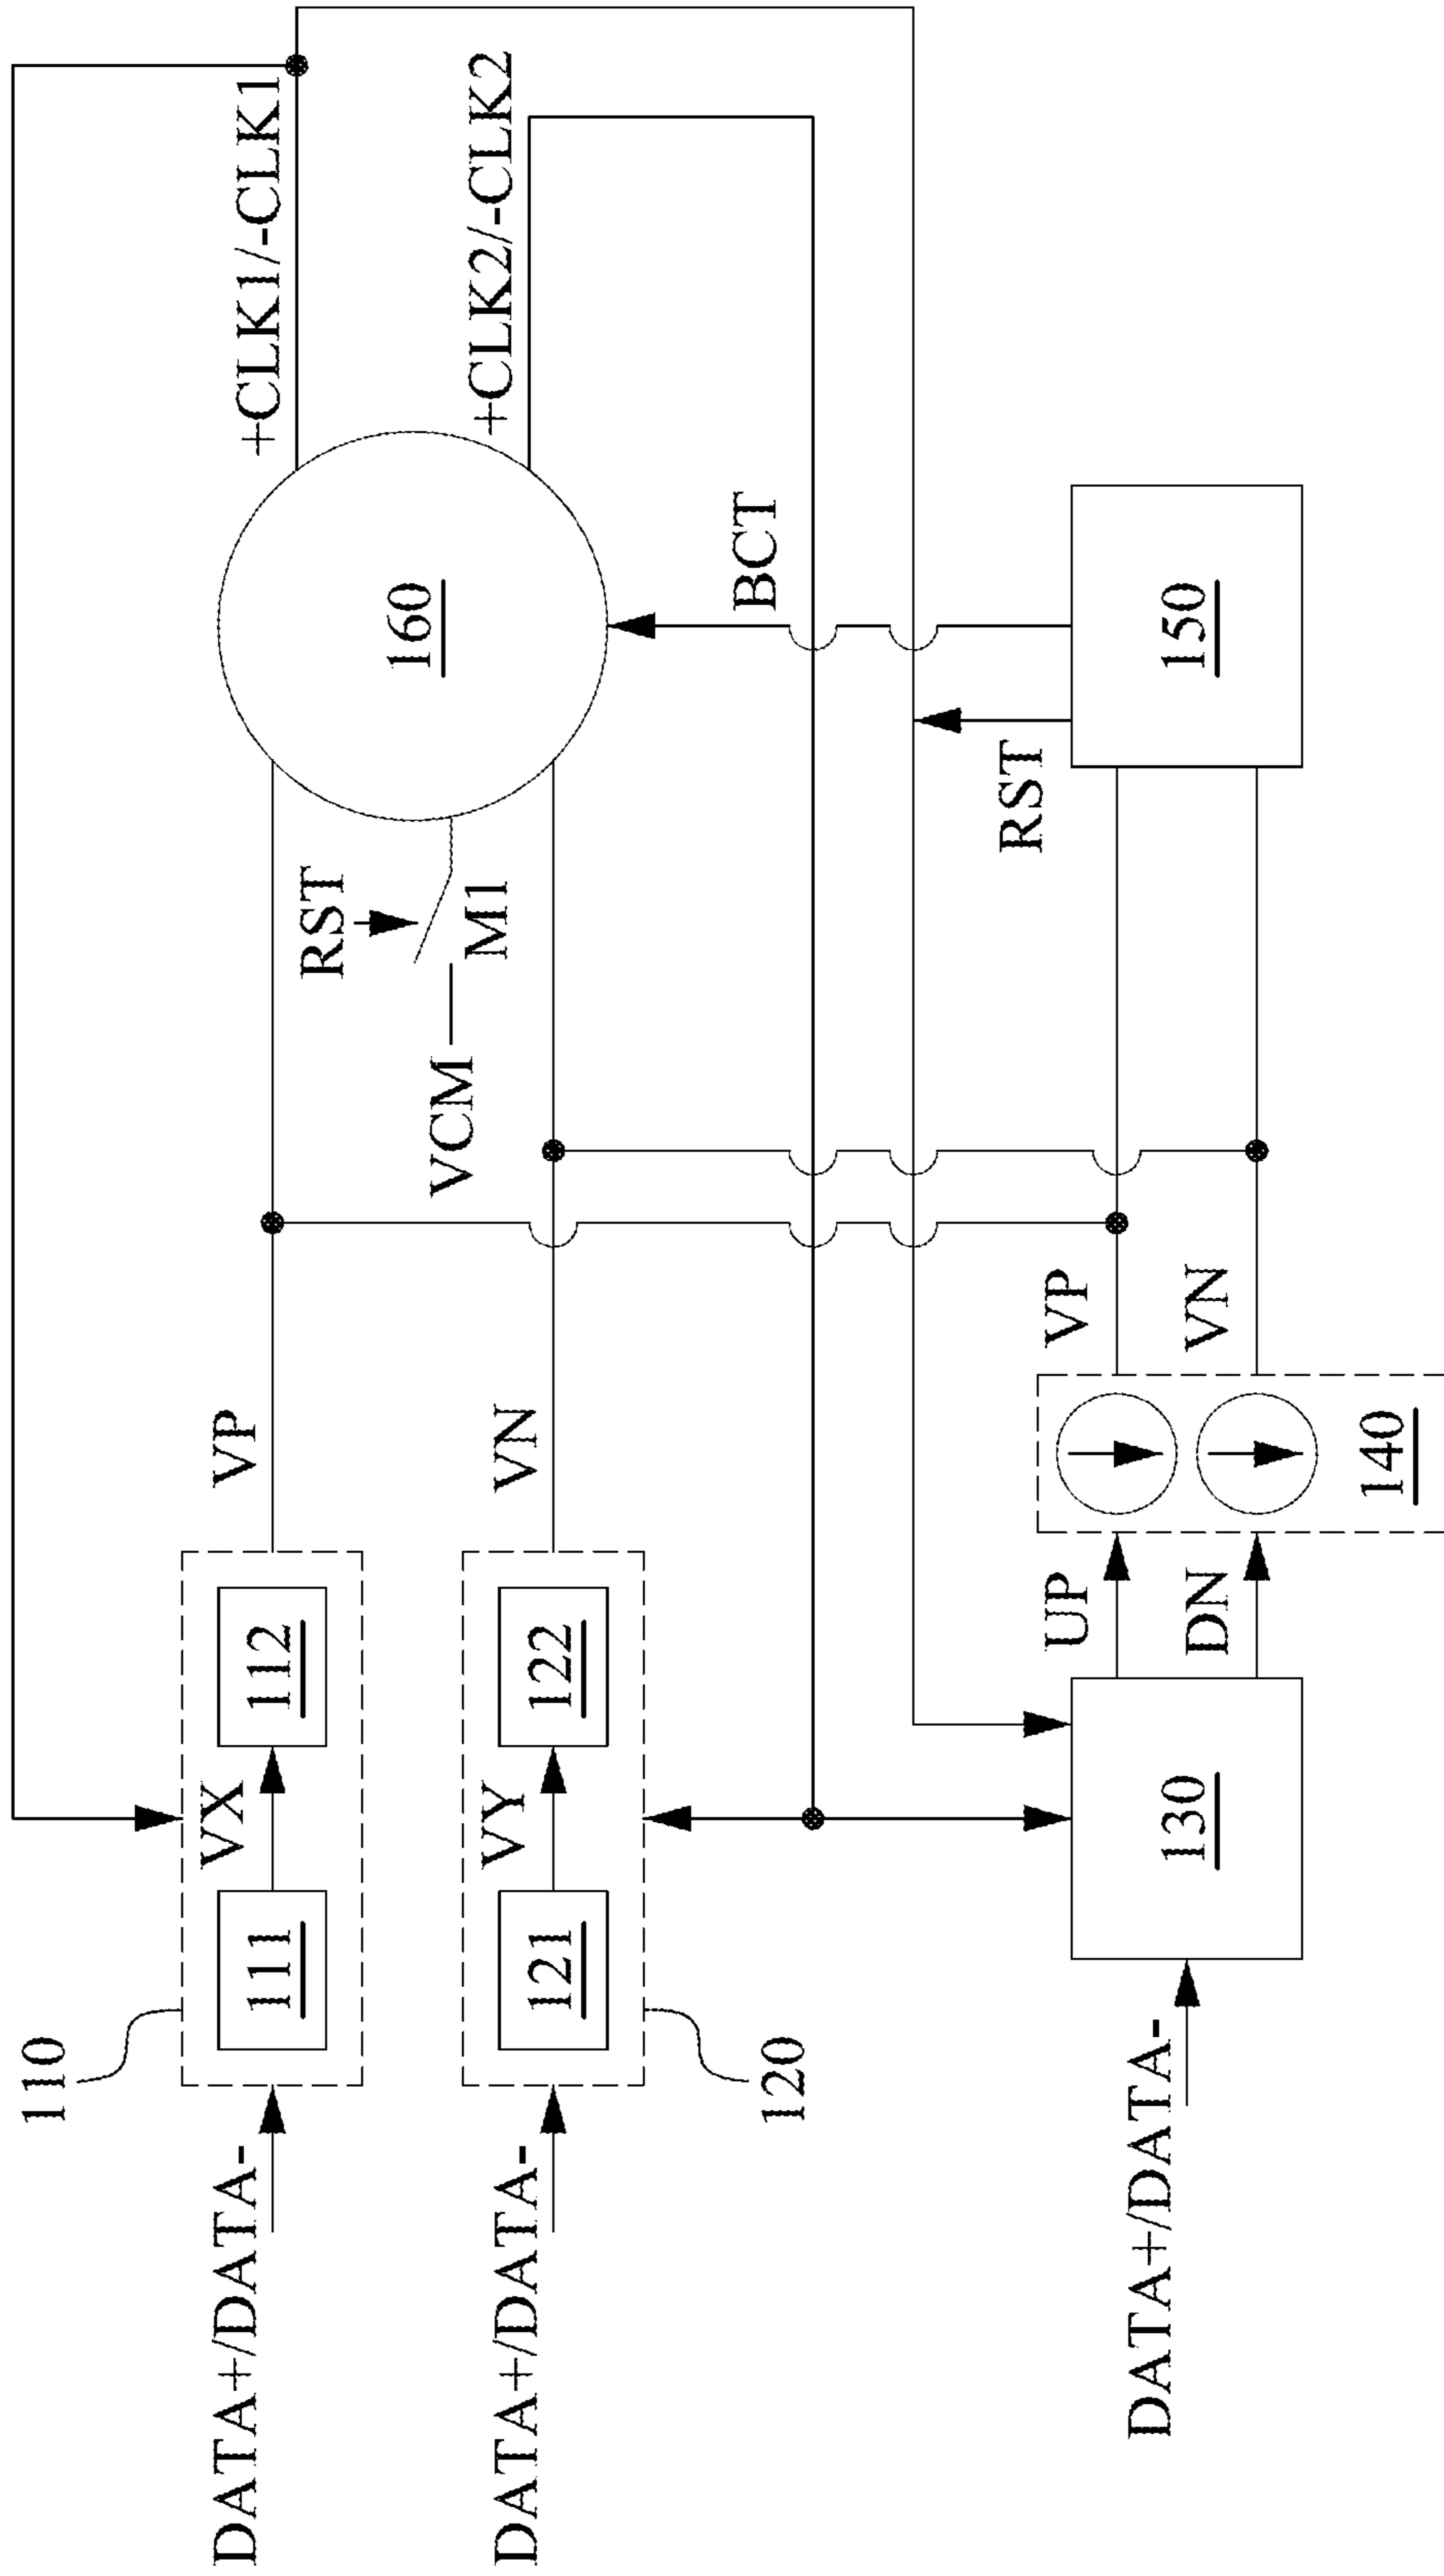 +CLK1/-CLK1
+CLK2/-CLK2
110
DATA+/DATA-
111
VX
112
VP
160
RST
M1
VCM
DATA+/DATA-
121
VY
122
VN
120
BCT
RST
DATA+/DATA-
130
UP
DN
140
VP
VN
150